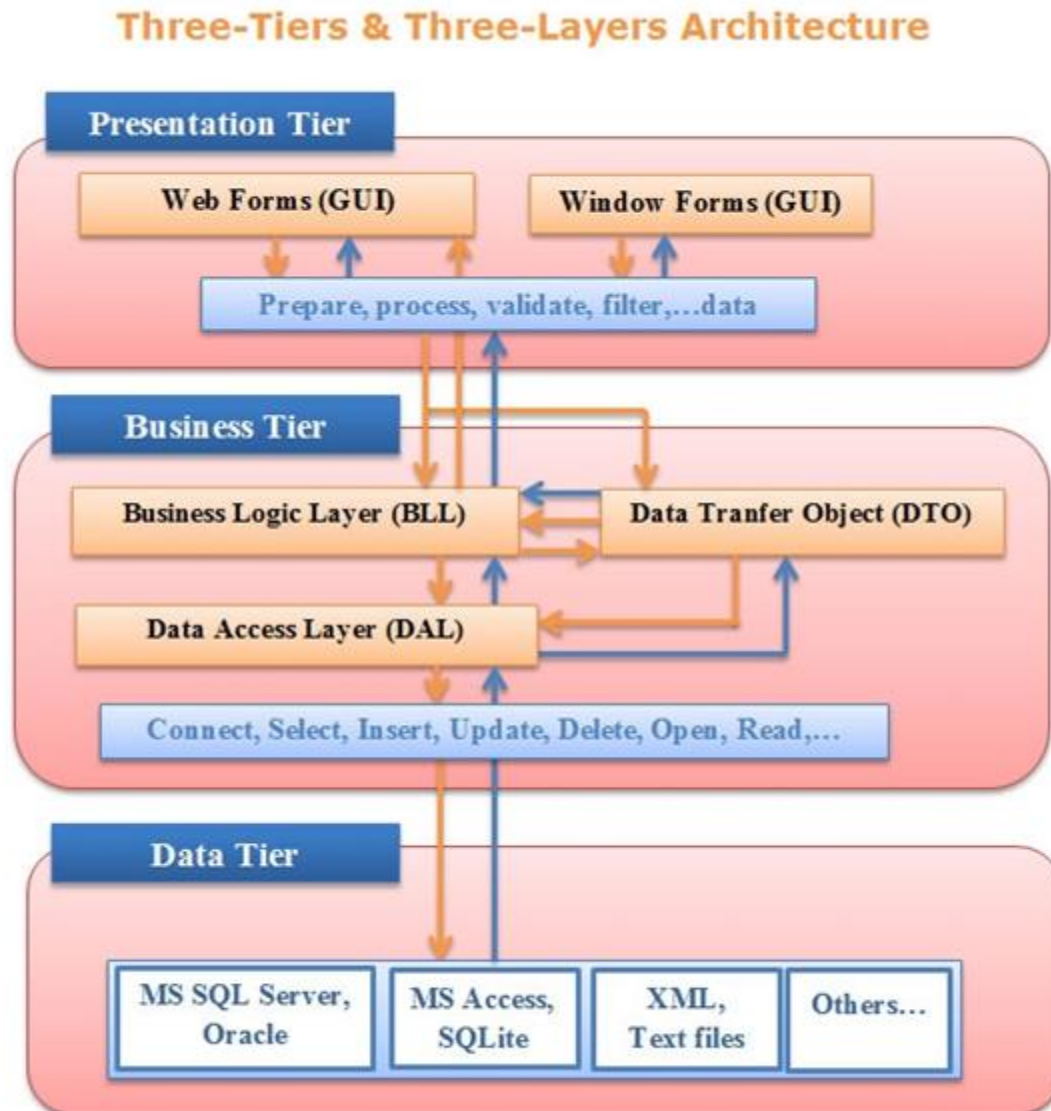 Three-Tiers & Three-Layers Architecture
Presentation Tier
Web Forms (GUI)
Window Forms (GUI)
Prepare, process, validate, filter,...data
Business Tier
Business Logic Layer (BLL)
Data Tranfer Object (DTO)
Data Access Layer (DAL)
Connect, Select, Insert, Update, Delete, Open, Read,...
Data Tier
MS SQL Server,
Oracle
MS Access,
SQLite
XML,
Text files
Others...